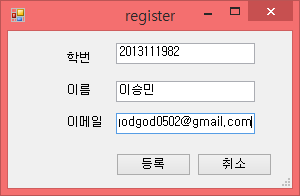 register
학번 2013111982
이름 이승민
이메일 odgod0502@gmail.com
등록 취소